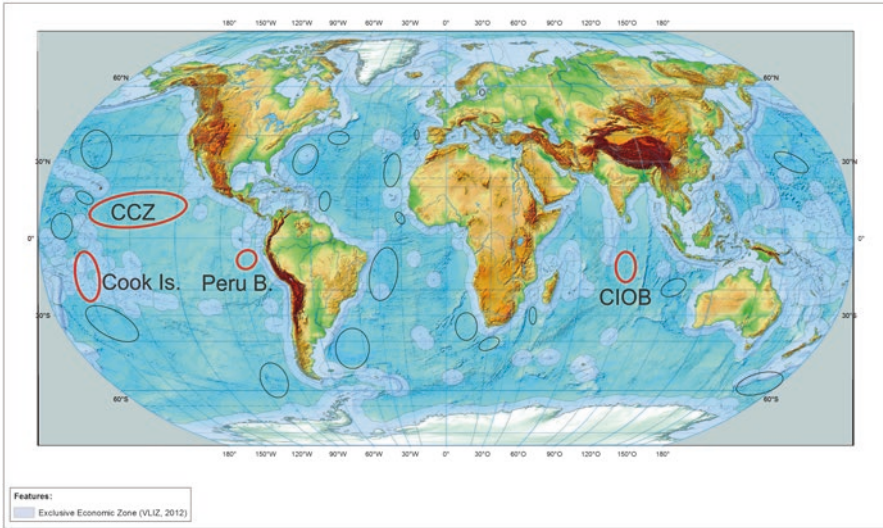 180° 150°W 120°W 90°W 60°W 30°W 0° 30°E 60°E 90°E 120°E 150°O 180°
60°N 60°N
30°N 30°N
CCZ
0° 0°
Cook Is. Peru B. CIOB
30°S 30°S
60°S 60°S
180° 150°W 120°W 90°W 60°W 30°W 0° 30°E 60°E 90°E 120°E 150°O 180°
Features:
Exclusive Economic Zone (VLIZ, 2012)